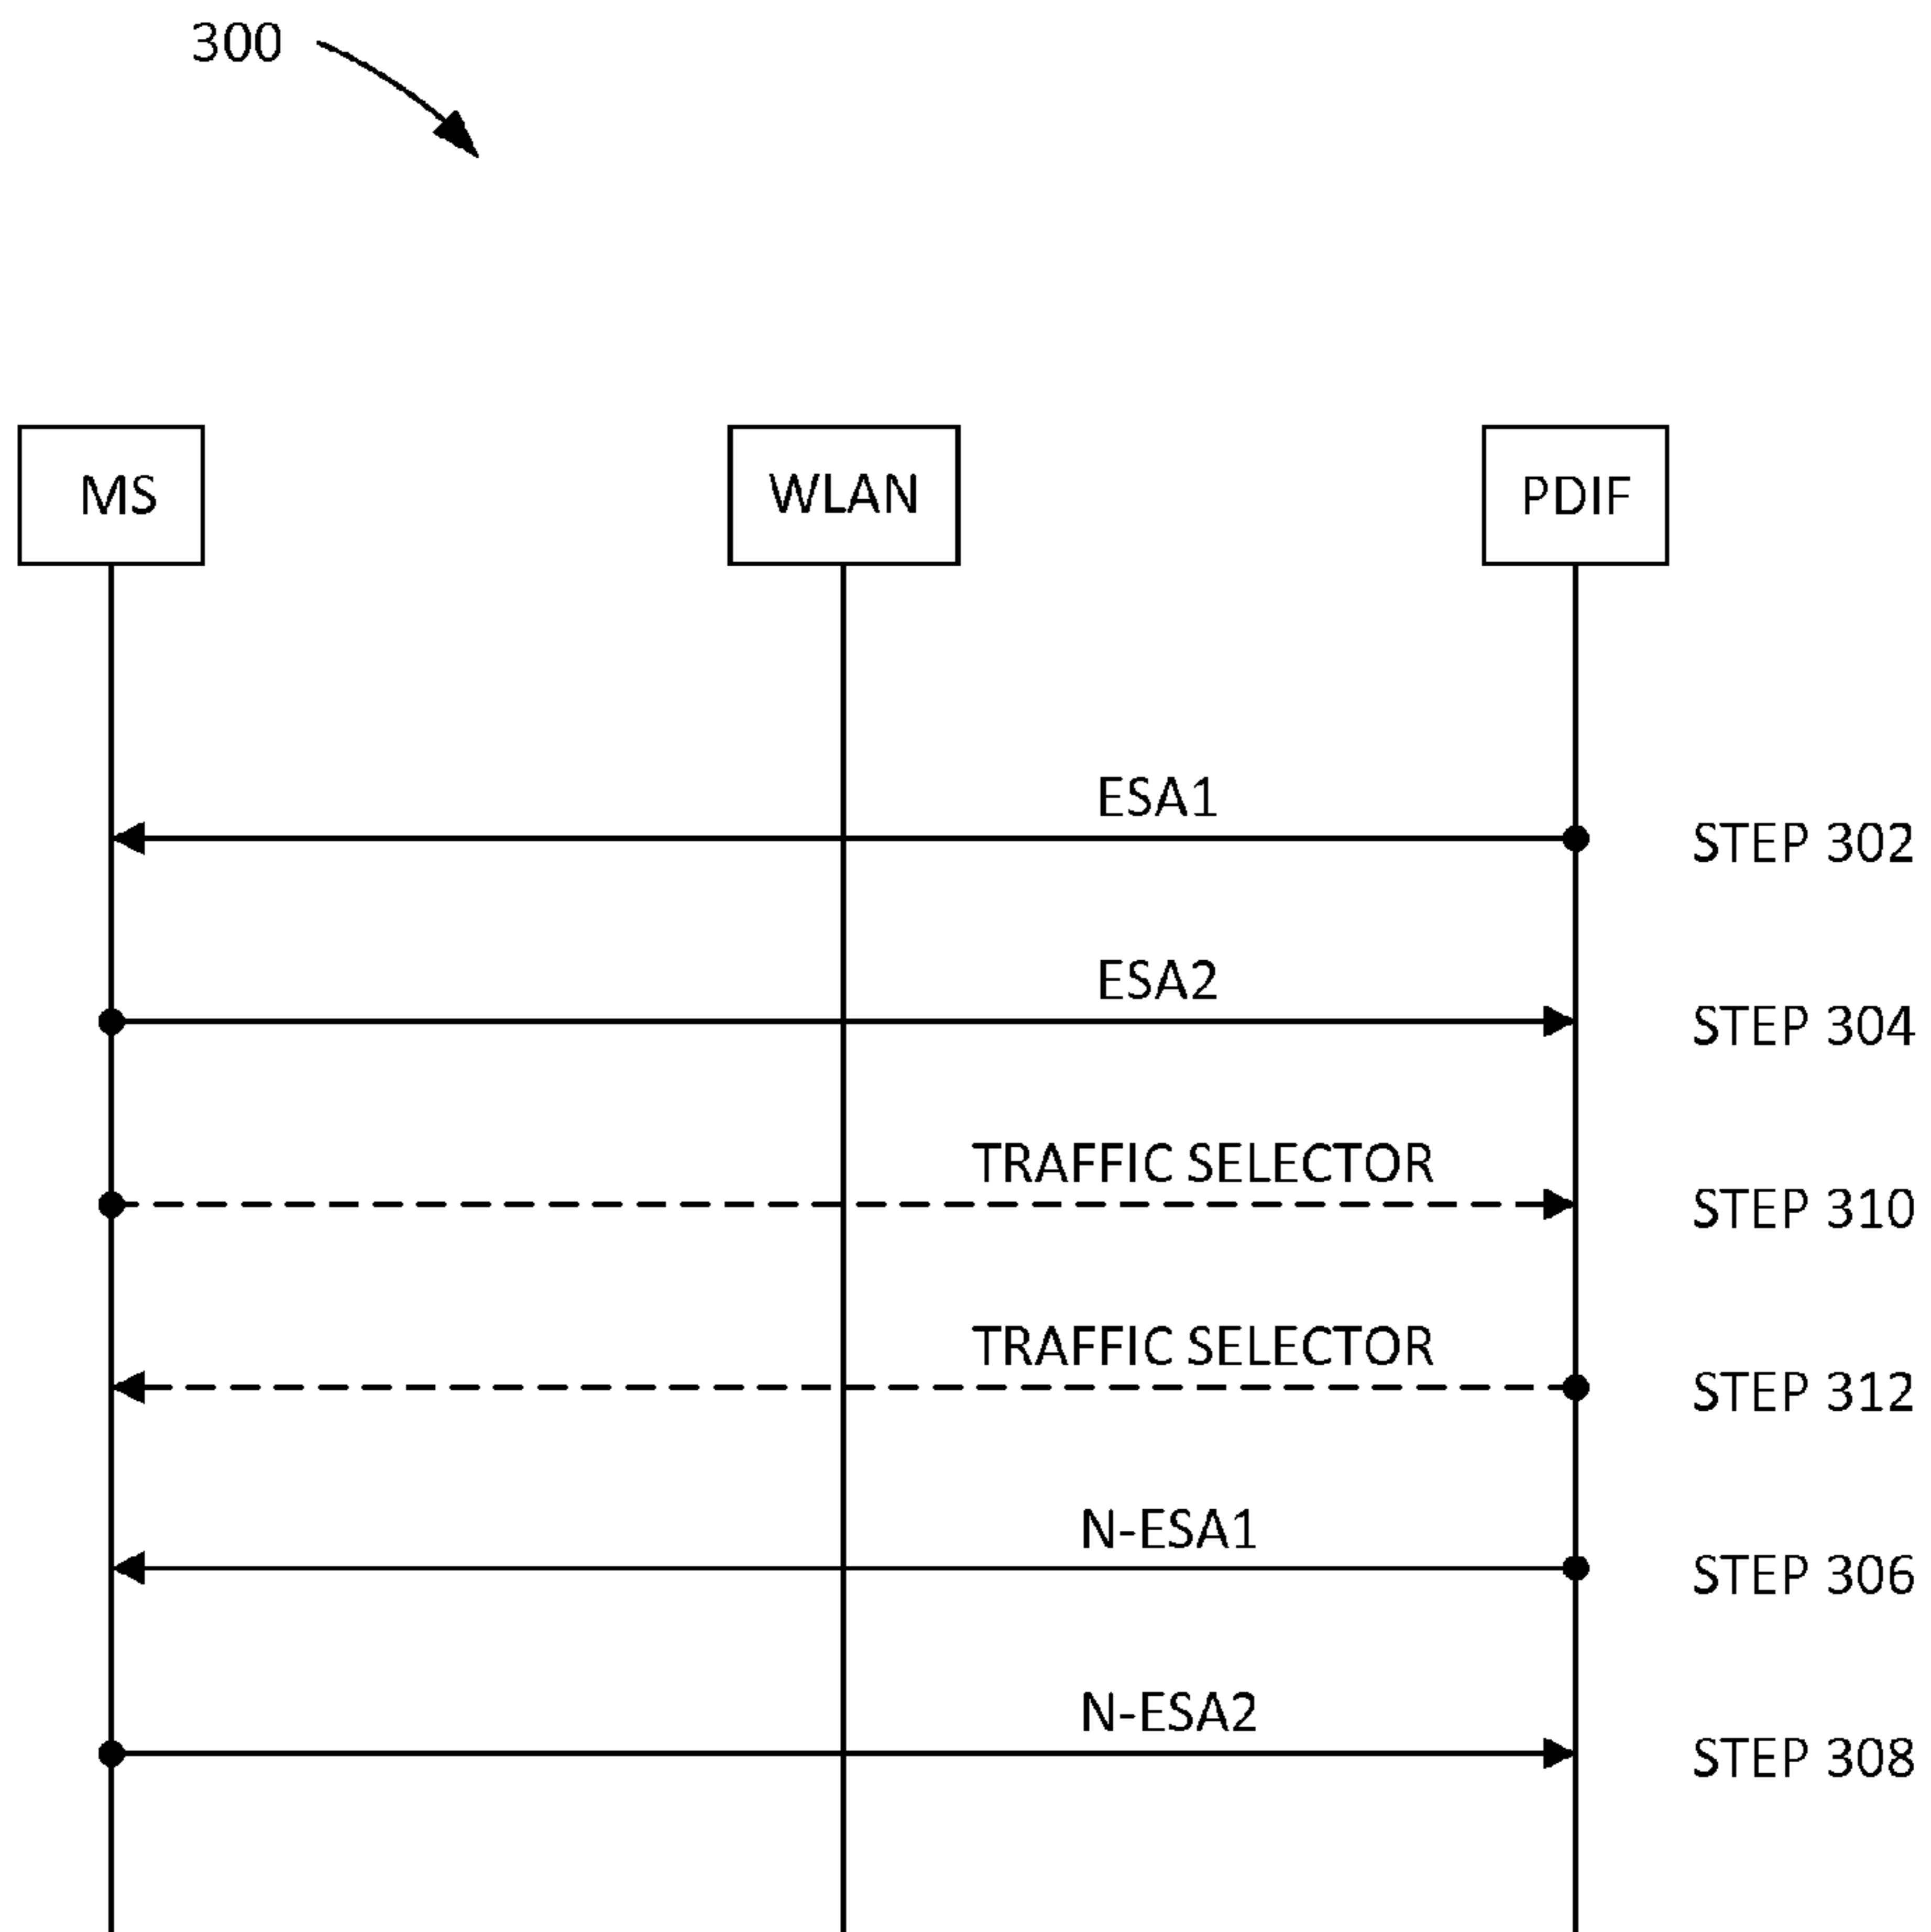 300
MS
WLAN
PDIF
ESA1
STEP 302
ESA2
STEP 304
TRAFFIC SELECTOR
STEP 310
TRAFFIC SELECTOR
STEP 312
N-ESA1
STEP 306
N-ESA2
STEP 308